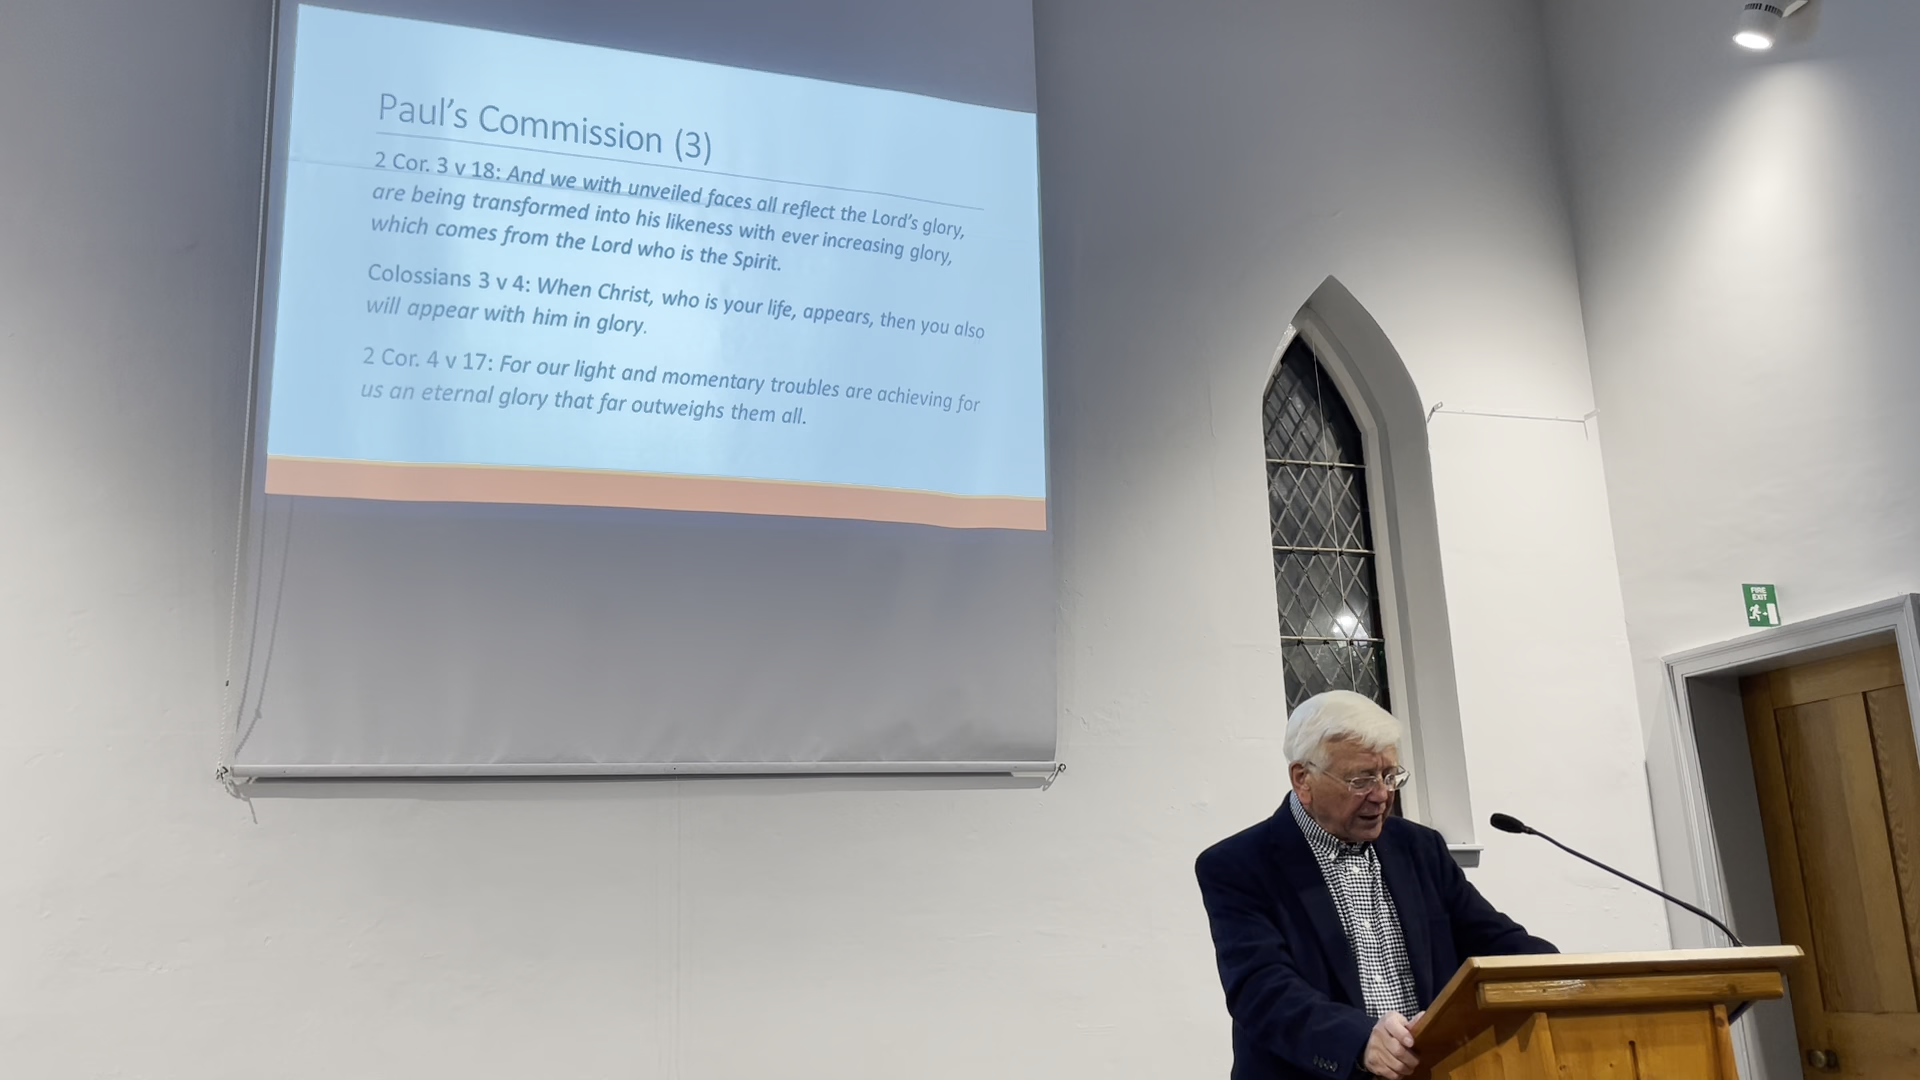 Paul's Commission (3)
2 Cor. 3 v 18: And we with unveiled faces all reflect the Lord's glory,
are being transformed into his likeness with ever increasing glory,
which comes from the Lord who is the Spirit.
Colossians 3 v 4: When Christ, who is your life, appears, then you also
will appear with him in glory.
2 Cor. 4 v 17: For our light and momentary troubles are achieving for
us an eternal glory that far outweighs them all.
FIRE
EXIT